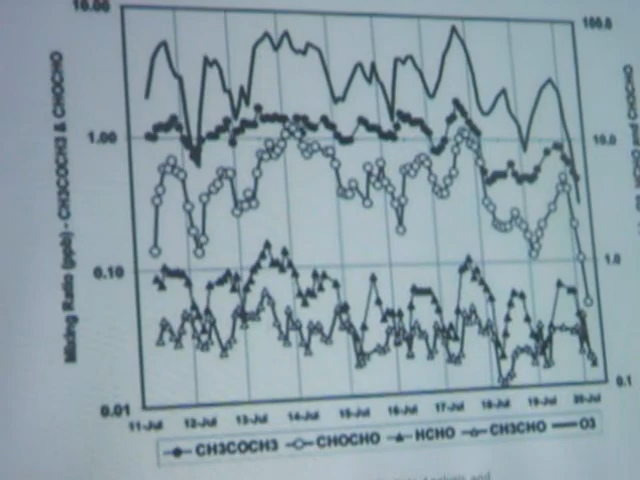 10.00
1.00
0.10
0.01
100.0
10.0
1.0
0.1
Mixing Ratio (ppb) - CH3COCH3 & CHOCHO
11-Jul 12-Jul 13-Jul 14-Jul 15-Jul 16-Jul 17-Jul 18-Jul 19-Jul 20-Jul
CH3COCH3 CHOCHO HCHO CH3CHO O3